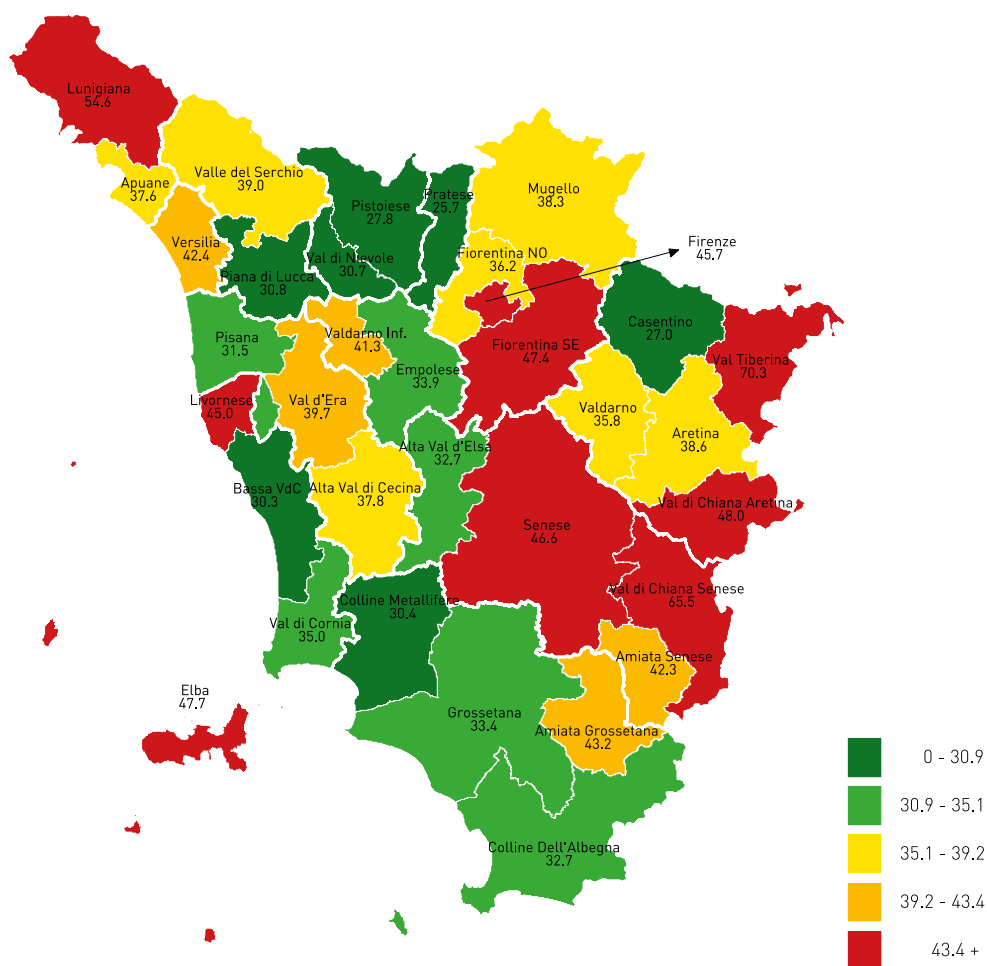 Lunigiana
54.6
Apuane
37.6
Valle del Serchio
39.0
Versilia
42.4
Piana di Lucca
30.8
Val di Nievole
30.7
Pistoiese
27.8
Pratese
25.7
Mugello
38.3
Fiorentina NO
36.2
Firenze
45.7
Fiorentina SE
47.4
Casentino
27.0
Val Tiberina
70.3
Pisana
31.5
Valdarno Inf.
41.3
Empolese
33.9
Livornese
45.0
Val d'Era
39.7
Valdarno
35.8
Aretina
38.6
Alta Val d'Elsa
32.7
Bassa VdC
30.3
Alta Val di Cecina
37.8
Val di Chiana Aretina
48.0
Senese
46.6
Val di Chiana Senese
65.5
Colline Metallifere
30.4
Val di Cornia
35.0
Amiata Senese
42.3
Elba
47.7
Grossetana
33.4
Amiata Grossetana
43.2
Colline Dell'Albegna
32.7
0 - 30.9
30.9 - 35.1
35.1 - 39.2
39.2 - 43.4
43.4 +